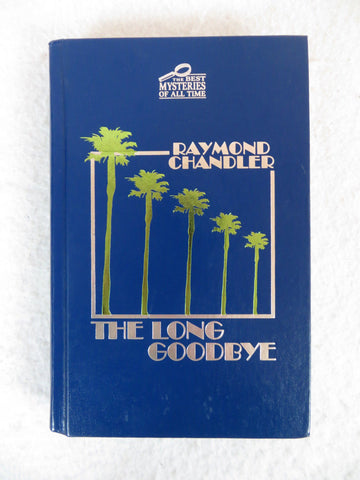 THE BEST
MYSTERIES
OF ALL TIME
RAYMOND
CHANDLER
THE LONG
GOODBYE